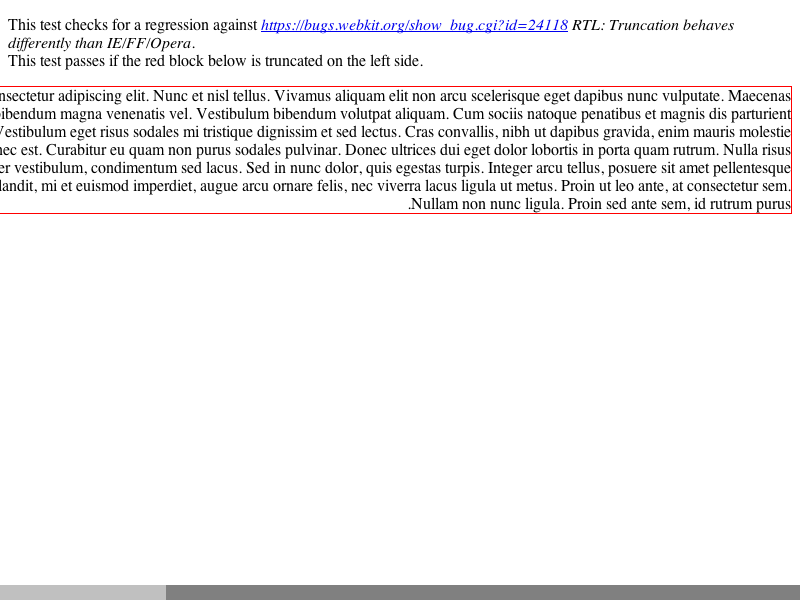 This test checks for a regression against https://bugs.webkit.org/show_bug.cgi?id=24118 RTL: Truncation behaves
differently than IE/FF/Opera.
This test passes if the red block below is truncated on the left side.
adipiscing elit. Nunc et nisl tellus. Vivamus aliquam elit non arcu scelerisque eget dapibus nunc vulputate. Maecenas
bibendum magna venenatis vel. Vestibulum bibendum volutpat aliquam. Cum sociis natoque penatibus et magnis dis parturient
Vestibulum eget risus sodales mi tristique dignissim et sed lectus. Cras convallis, nibh ut dapibus gravida, enim mauris molestie
nec est. Curabitur eu quam non purus sodales pulvinar. Donec ultrices dui eget dolor lobortis in porta quam rutrum. Nulla risus
er vestibulum, condimentum sed lacus. Sed in nunc dolor, quis egestas turpis. Integer arcu tellus, posuere sit amet pellentesque
landit, mi et euismod imperdiet, augue arcu ornare felis, nec viverra lacus ligula ut metus. Proin ut leo ante, at consectetur sem.
.Nullam non nunc ligula. Proin sed ante sem, id rutrum purus